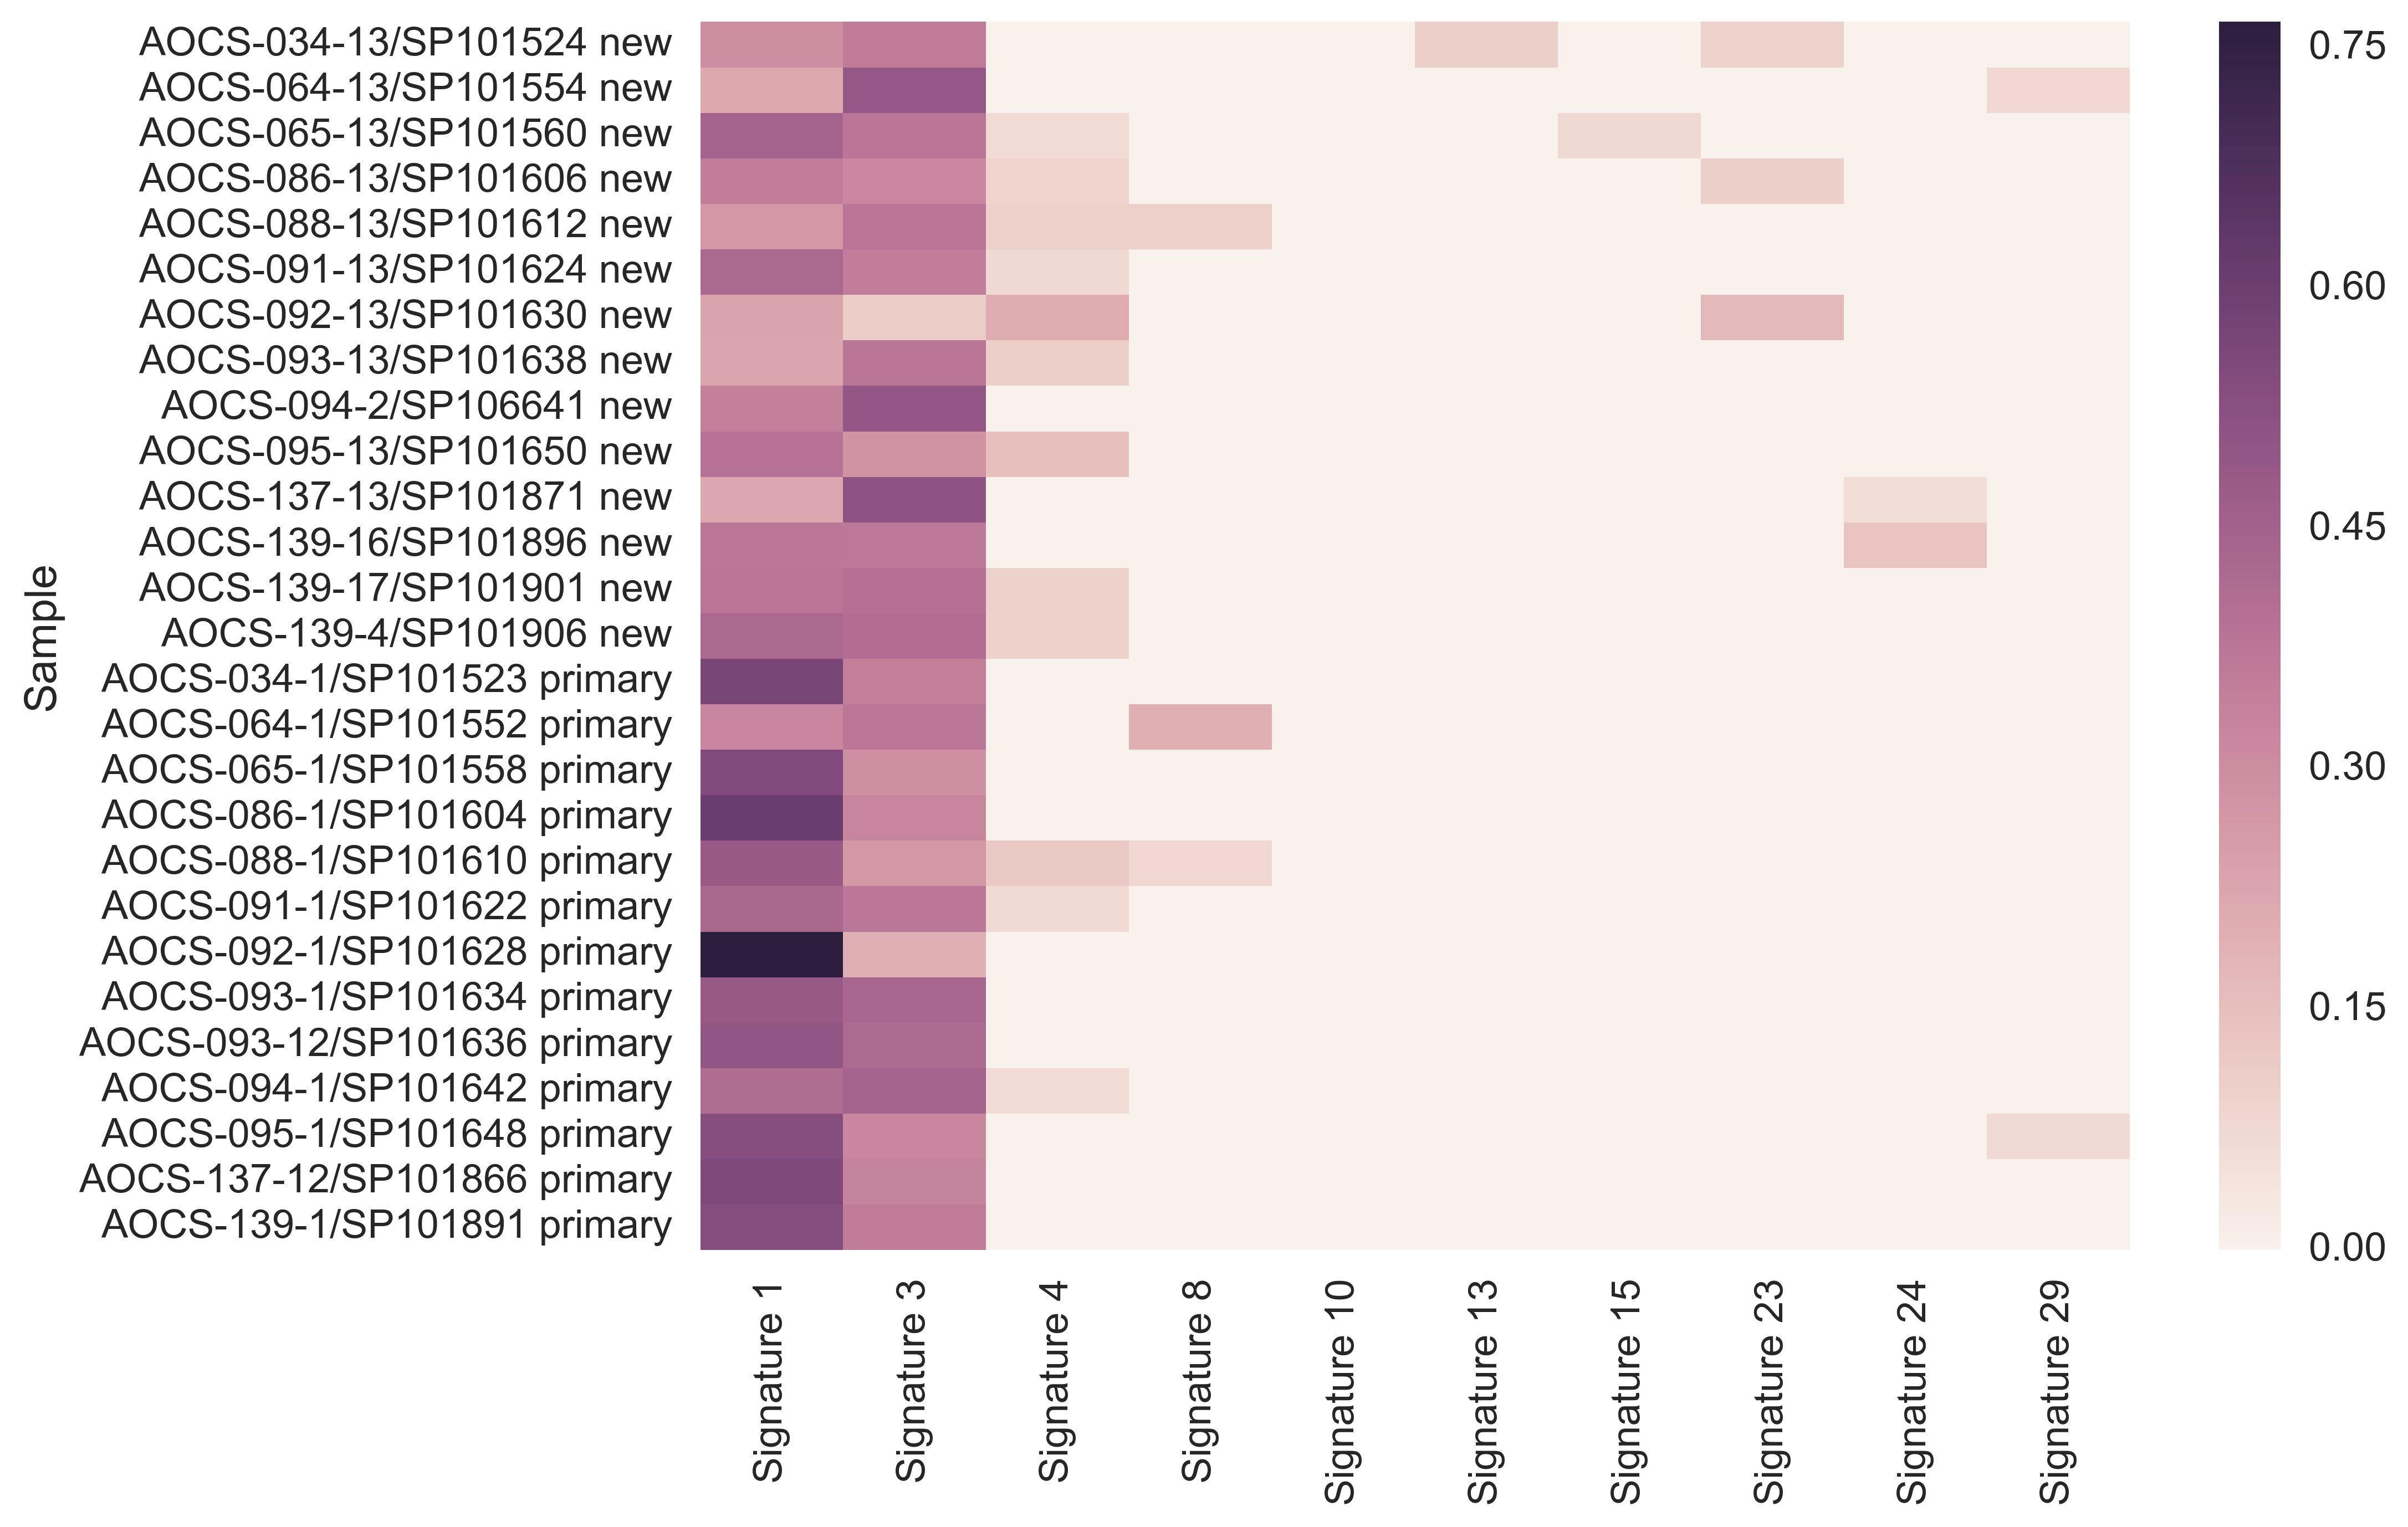 AOCS-034-13/SP101524 new
AOCS-064-13/SP101554 new
AOCS-065-13/SP101560 new
AOCS-086-13/SP101606 new
AOCS-088-13/SP101612 new
AOCS-091-13/SP101624 new
AOCS-092-13/SP101630 new
AOCS-093-13/SP101638 new
AOCS-094-2/SP106641 new
AOCS-095-13/SP101650 new
AOCS-137-13/SP101871 new
AOCS-139-16/SP101896 new
AOCS-139-17/SP101901 new
AOCS-139-4/SP101906 new
AOCS-034-1/SP101523 primary
AOCS-064-1/SP101552 primary
AOCS-065-1/SP101558 primary
AOCS-086-1/SP101604 primary
AOCS-088-1/SP101610 primary
AOCS-091-1/SP101622 primary
AOCS-092-1/SP101628 primary
AOCS-093-1/SP101634 primary
AOCS-093-12/SP101636 primary
AOCS-094-1/SP101642 primary
AOCS-095-1/SP101648 primary
AOCS-137-12/SP101866 primary
AOCS-139-1/SP101891 primary
Sample
Signature 1
Signature 3
Signature 4
Signature 8
Signature 10
Signature 13
Signature 15
Signature 23
Signature 24
Signature 29
0.75
0.60
0.45
0.30
0.15
0.00